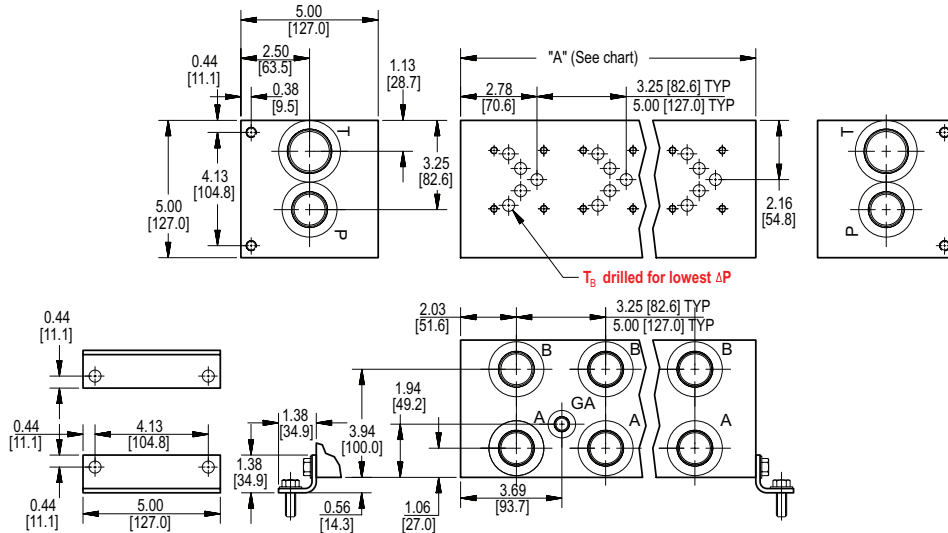 5.00
[127.0]
2.50
[63.5]
0.44
[11.1]
0.38
[9.5]
1.13
[28.7]
T
P
4.13
[104.8]
5.00
[127.0]
3.25
[82.6]
"A" (See chart)
2.78
[70.6]
3.25 [82.6] TYP
5.00 [127.0] TYP
2.16
[54.8]
T
P
TB drilled for lowest ΔP
0.44
[11.1]
0.44
[11.1]
4.13
[104.8]
0.44
[11.1]
5.00
[127.0]
1.38
[34.9]
1.38
[34.9]
0.56
[14.3]
3.94
[100.0]
1.94
[49.2]
1.06
[27.0]
2.03
[51.6]
3.25 [82.6] TYP
5.00 [127.0] TYP
B
B
B
GA
A
A
A
3.69
[93.7]